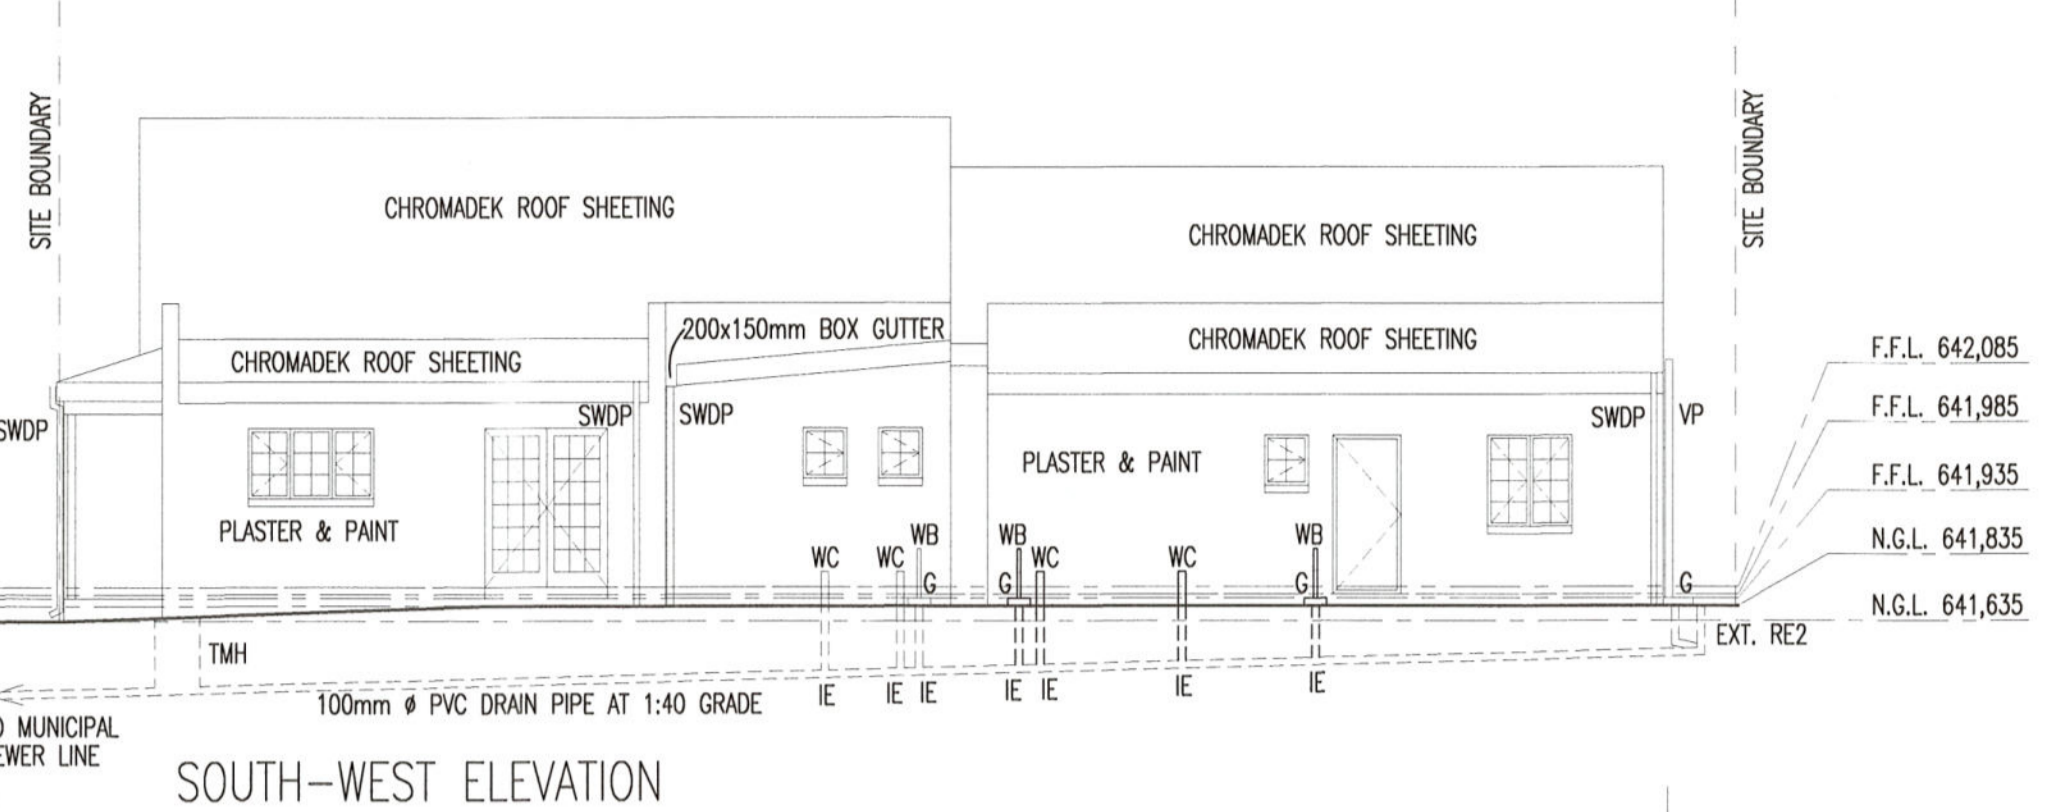 SITE BOUNDARY
SITE BOUNDARY
CHROMADEK ROOF SHEETING
CHROMADEK ROOF SHEETING
200x150mm BOX GUTTER
CHROMADEK ROOF SHEETING
CHROMADEK ROOF SHEETING
F.F.L. 642,085
SWDP
SWDP
SWDP
SWDP
VP
F.F.L. 641,985
PLASTER & PAINT
F.F.L. 641,935
PLASTER & PAINT
WB
WB
WB
N.G.L. 641,835
WC
WC
WC
WC
G
G
G
G
N.G.L. 641,635
TMH
EXT. RE2
IE
IE
IE
IE
IE
IE
IE
100mm ø PVC DRAIN PIPE AT 1:40 GRADE
O MUNICIPAL
EWER LINE
SOUTH-WEST ELEVATION